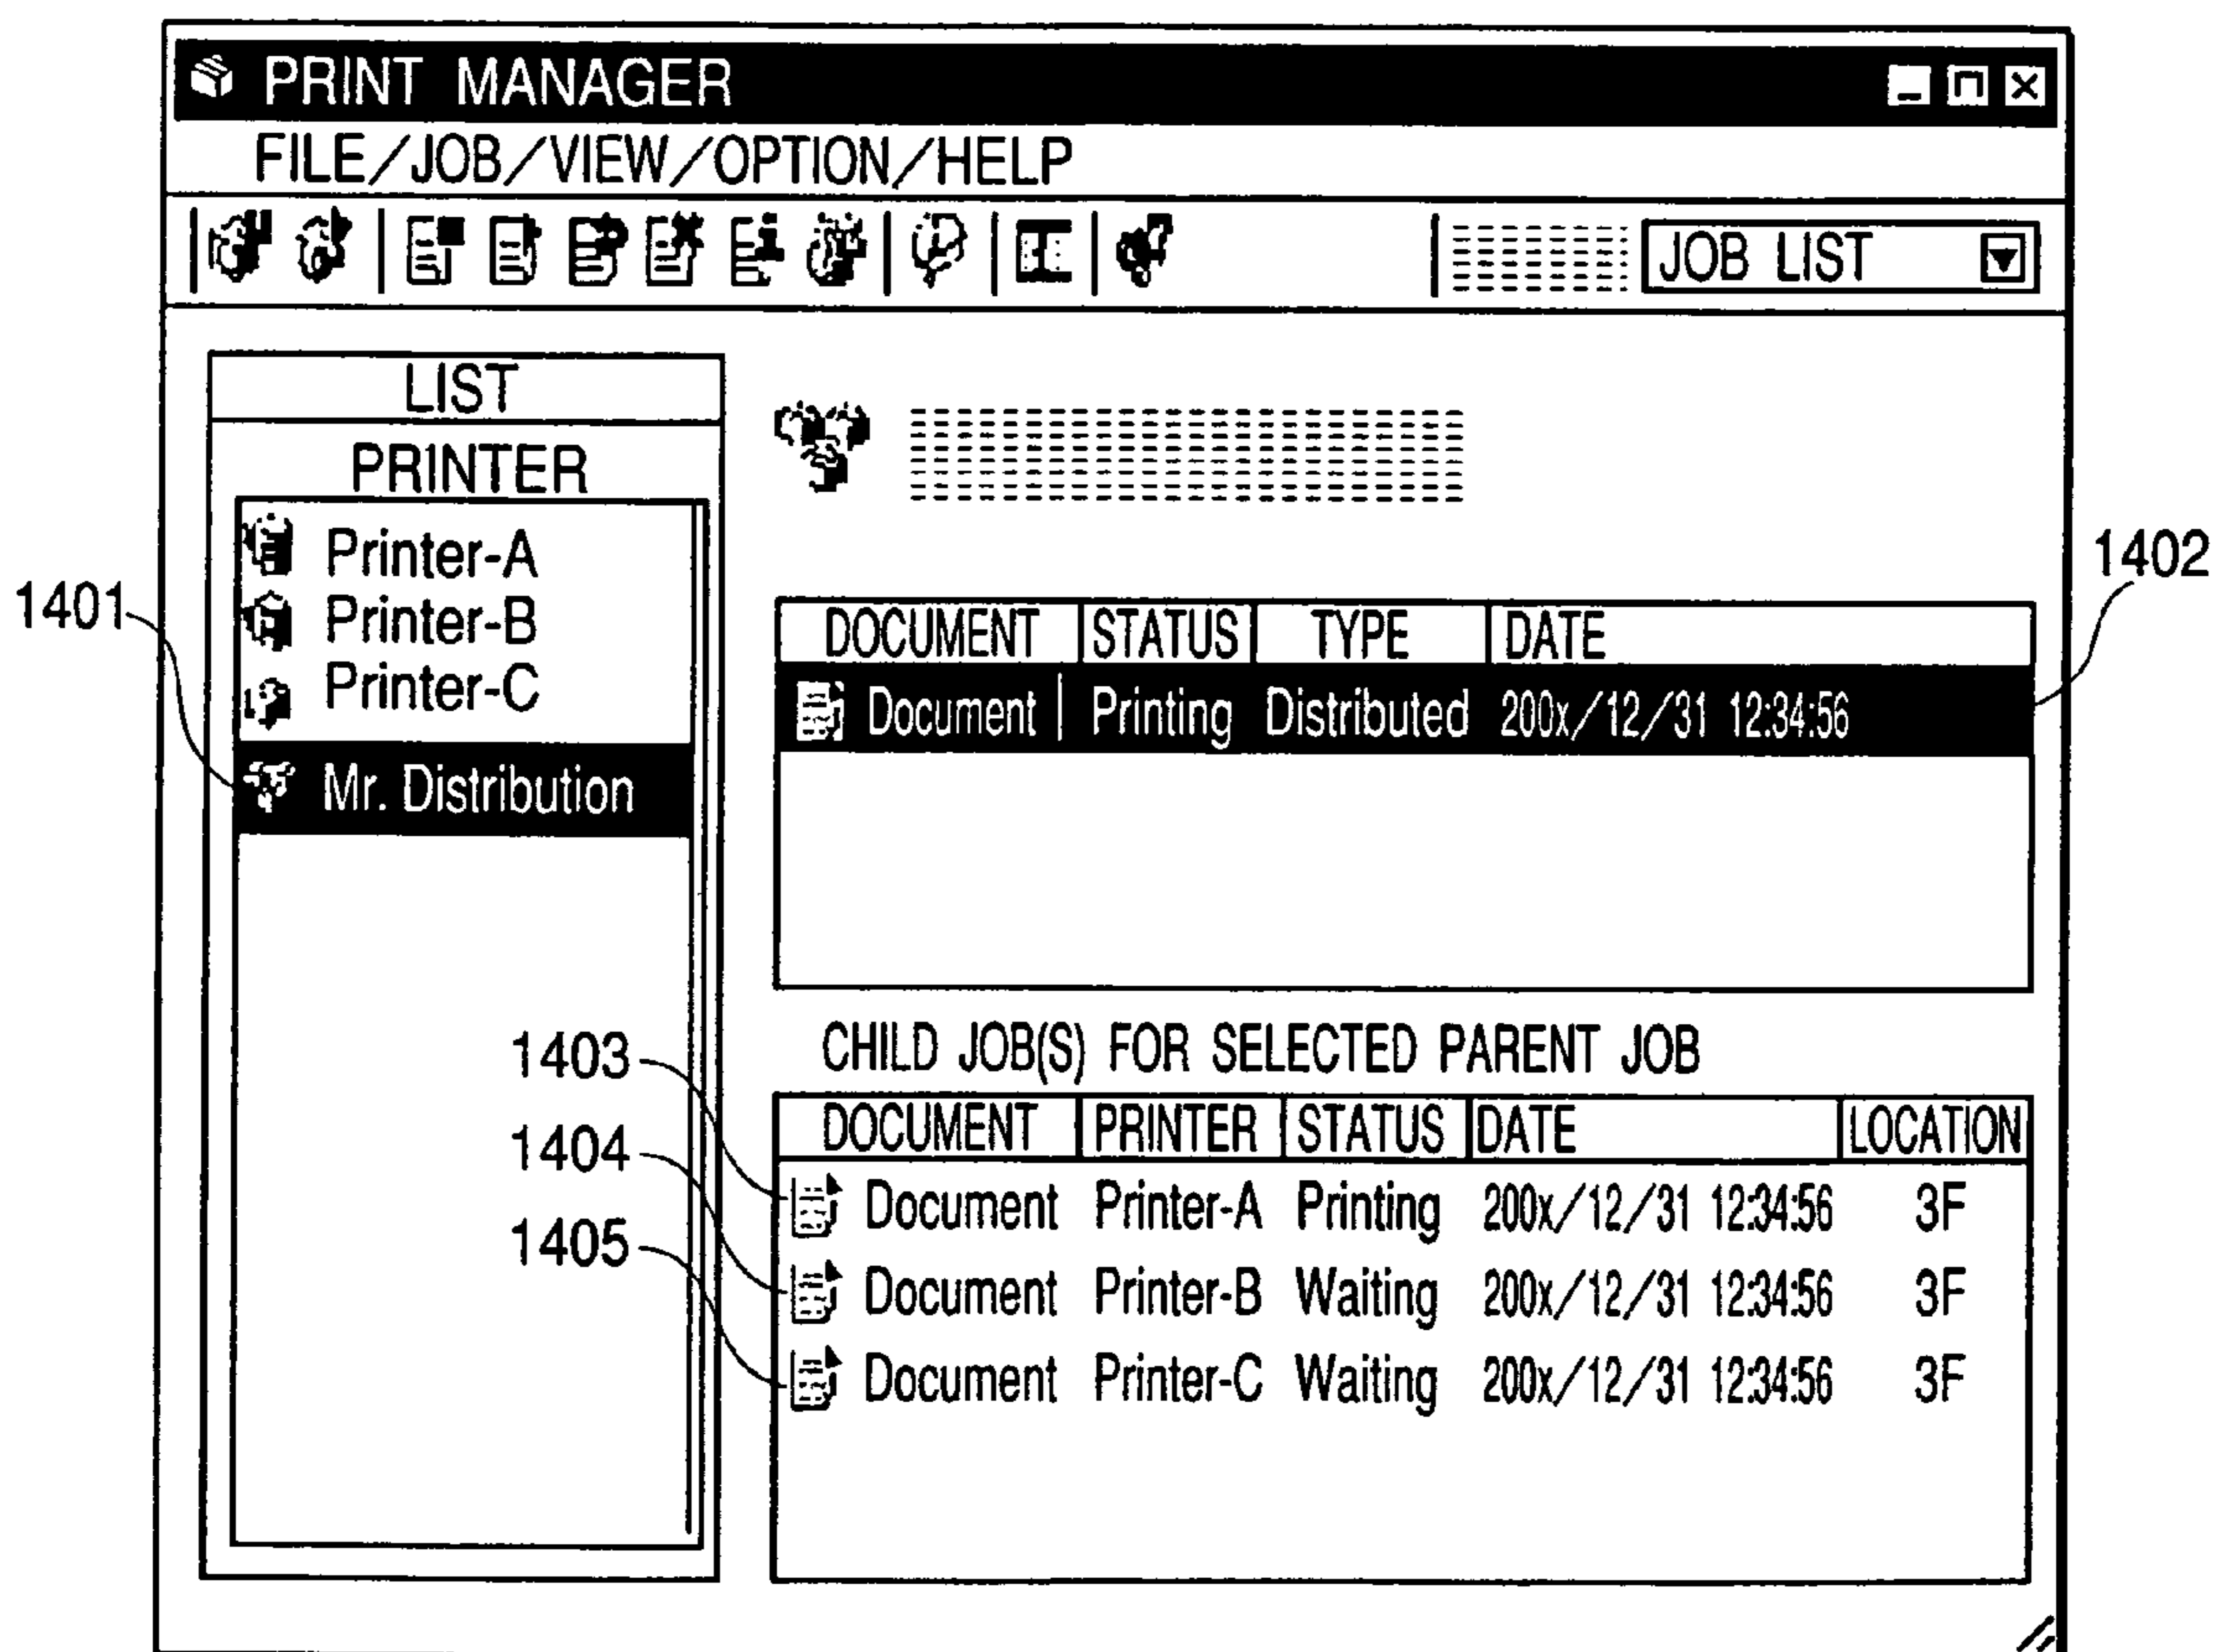 PRINT MANAGER
FILE/JOB/VIEW/OPTION/HELP
JOB LIST
LIST
PRINTER
Printer-A
Printer-B
Printer-C
Mr. Distribution
1401
1402
DOCUMENT STATUS TYPE DATE
Document Printing Distributed 200x/12/31 12:34:56
CHILD JOB(S) FOR SELECTED PARENT JOB
1403
1404
1405
DOCUMENT PRINTER STATUS DATE LOCATION
Document Printer-A Printing 200x/12/31 12:34:56 3F
Document Printer-B Waiting 200x/12/31 12:34:56 3F
Document Printer-C Waiting 200x/12/31 12:34:56 3F